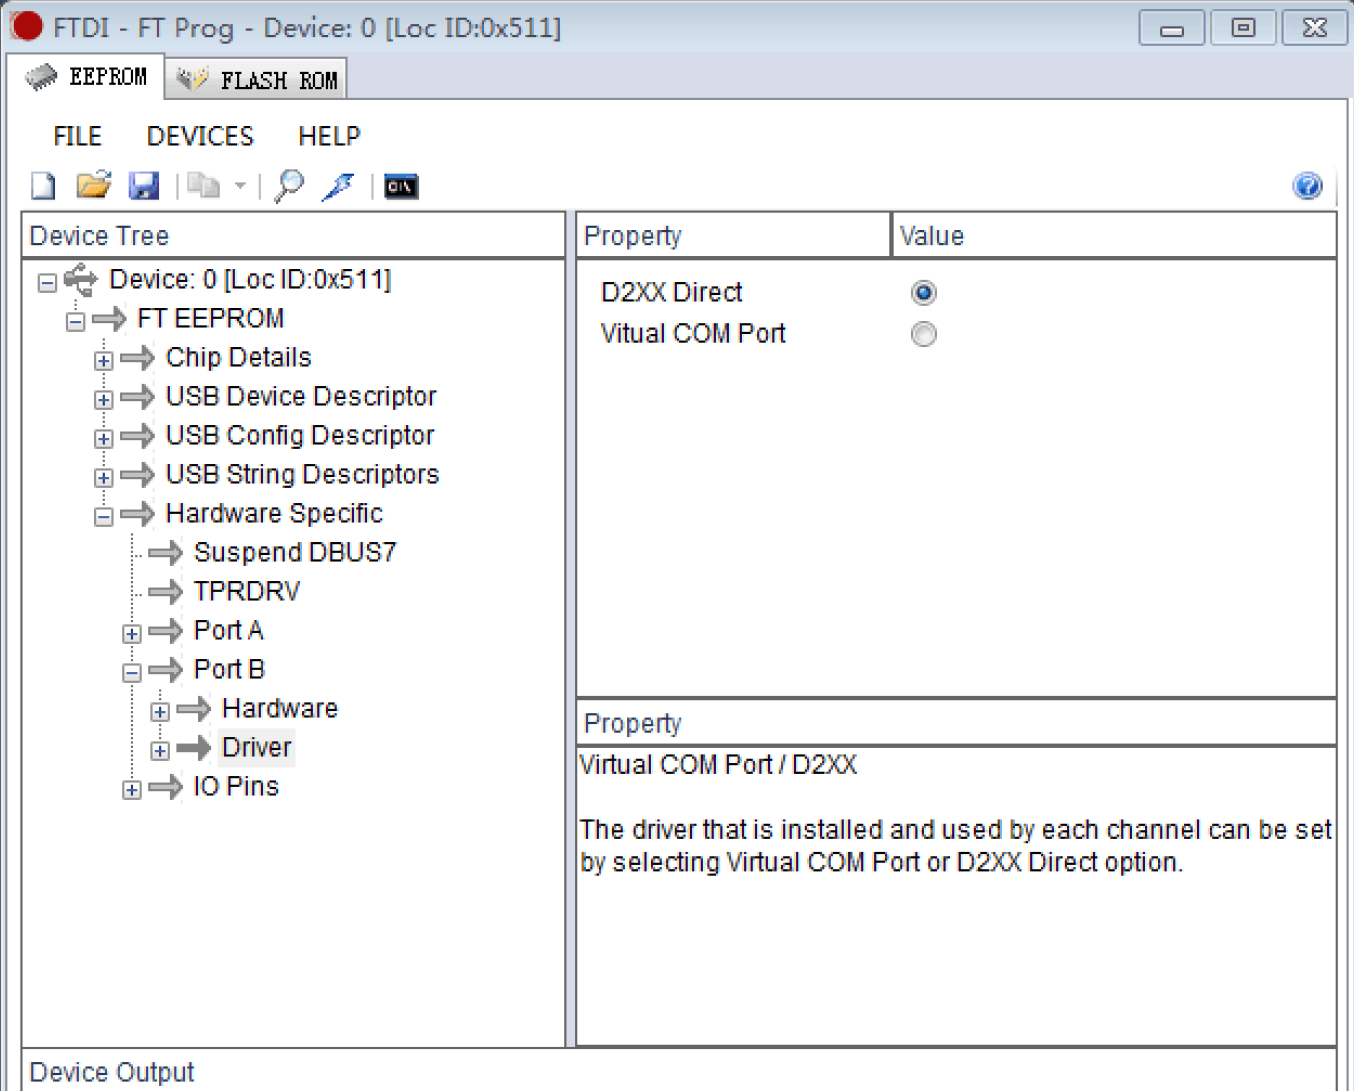 FTDI - FT Prog - Device: 0 [Loc ID:0x511]
EEPROM
FLASH ROM
FILE DEVICES HELP
Device Tree
Property Value
Device: 0 [Loc ID:0x511]
FT EEPROM
Chip Details
USB Device Descriptor
USB Config Descriptor
USB String Descriptors
Hardware Specific
Suspend DBUS7
TPRDRV
Port A
Port B
Hardware
Driver
IO Pins
D2XX Direct
Vitual COM Port
Property
Virtual COM Port / D2XX
The driver that is installed and used by each channel can be set
by selecting Virtual COM Port or D2XX Direct option.
Device Output